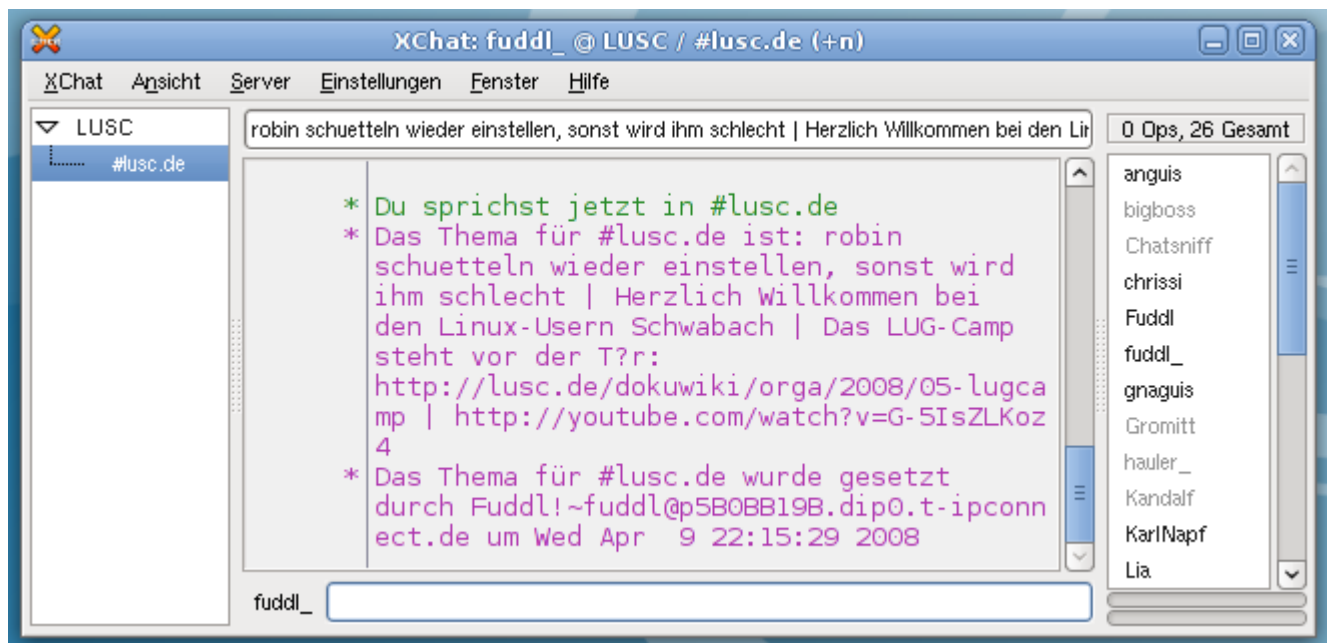 XChat: fuddl_ @ LUSC / #lusc.de (+n)
XChat Ansicht Server Einstellungen Fenster Hilfe
LUSC
#lusc.de
robin schuetteln wieder einstellen, sonst wird ihm schlecht | Herzlich Willkommen bei den Lin
0 Ops, 26 Gesamt
* Du sprichst jetzt in #lusc.de
* Das Thema für #lusc.de ist: robin
schuetteln wieder einstellen, sonst wird
ihm schlecht | Herzlich Willkommen bei
den Linux-Usern Schwabach | Das LUG-Camp
steht vor der T?r:
http://lusc.de/dokuwiki/orga/2008/05-lugca
mp | http://youtube.com/watch?v=G-5IsZLKoz
4
* Das Thema für #lusc.de wurde gesetzt
durch Fuddl!~fuddl@p5B0BB19B.dip0.t-ipconn
ect.de um Wed Apr  9 22:15:29 2008
anguis
bigboss
Chatsniff
chrissi
Fuddl
fuddl_
gnaguis
Gromitt
hauler_
Kandalf
KarlNapf
Lia
fuddl_